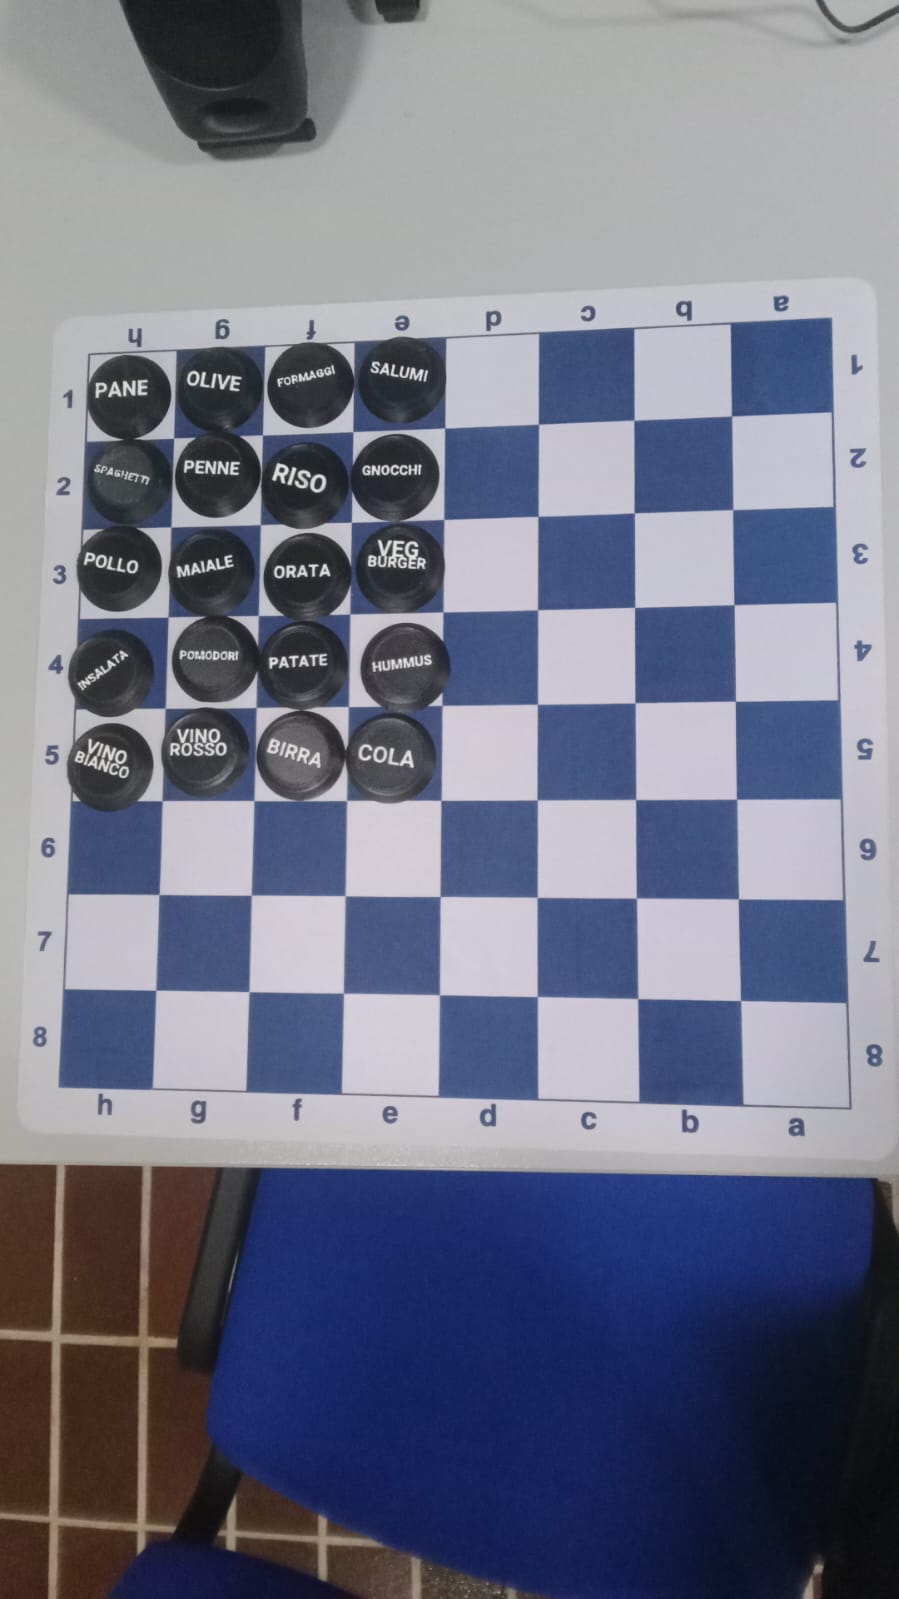 h g f e d c b a
1 PANE OLIVE FORMAGGI SALUMI 1
2 SPAGHETTI PENNE RISO GNOCCHI 2
3 POLLO MAIALE ORATA VEG BURGER 3
4 INSALATA POMODORI PATATE HUMMUS 4
5 VINO BIANCO VINO ROSSO BIRRA COLA 5
6 6
7 7
8 8
h g f e d c b a